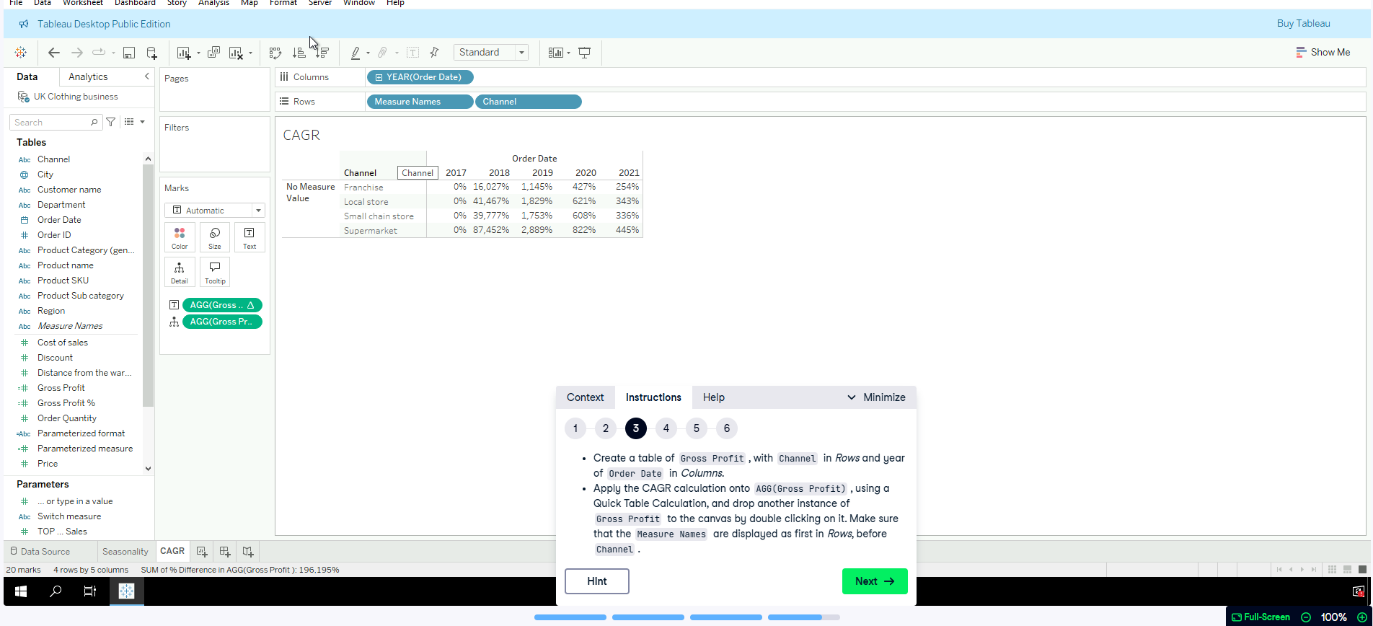 File Data Worksheet Dashboard Story Analysis Map Format Server Window Help
Tableau Desktop Public Edition Buy Tableau
Standard Show Me
Data Analytics Pages Columns YEAR(Order Date)
UK Clothing business
Rows Measure Names Channel
Search
Filters
CAGR
Tables
Abc Channel
City
Abc Customer name
Abc Department
Order Date
# Order ID
Abc Product Category (gen...
Abc Product name
Abc Product SKU
Abc Product Sub category
Abc Region
Abc Measure Names
# Cost of sales
# Discount
# Distance from the war...
# Gross Profit
# Gross Profit %
# Order Quantity
Abc Parameterized format
# Parameterized measure
# Price
Parameters
# ... or type in a value
Abc Switch measure
# TOP ... Sales
Marks
T Automatic
Color Size Text
Detail Tooltip
AGG(Gross .. Δ
AGG(Gross Pr..
Order Date
Channel Channel 2017 2018 2019 2020 2021
No Measure Value
Franchise 0% 16,027% 1,145% 427% 254%
Local store 0% 41,467% 1,829% 621% 343%
Small chain store 0% 39,777% 1,753% 608% 336%
Supermarket 0% 87,452% 2,889% 822% 445%
Context Instructions Help Minimize
1 2 3 4 5 6
• Create a table of Gross Profit , with Channel in Rows and year
of Order Date in Columns.
• Apply the CAGR calculation onto AGG(Gross Profit) , using a
Quick Table Calculation, and drop another instance of
Gross Profit to the canvas by double clicking on it. Make sure
that the Measure Names are displayed as first in Rows, before
Channel .
Hint Next →
Data Source Seasonality CAGR
20 marks 4 rows by 5 columns SUM of % Difference in AGG(Gross Profit ): 196,195%
Full-Screen 100%